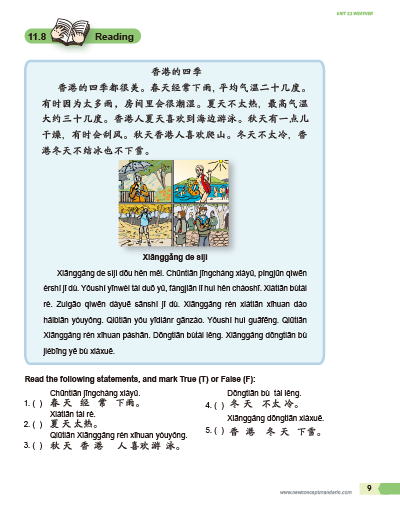 UNIT 11 WEATHER
11.8 Reading
香港的四季
香港的四季都很美。春天经常下雨, 平均气温二十几度。
有时因为太多雨，房间里会很潮湿。夏天不太热，最高气温
大约三十几度。香港人夏天喜欢到海边游泳。秋天有一点儿
干燥，有时会刮风。秋天香港人喜欢爬山。冬天不太冷，香
港冬天不结冰也不下雪。
Xiānggǎng de sìjì
Xiānggǎng de sìjì dōu hěn měi. Chūntiān jīngcháng xiàyǔ, píngjūn qìwēn
èrshí jǐ dù. Yǒushí yīnwèi tài duō yǔ, fángjiān lǐ huì hěn cháoshī. Xiàtiān bùtài
rè. Zuìgāo qìwēn dàyuē sānshí jǐ dù. Xiānggǎng rén xiàtiān xǐhuan dào
hǎibiān yóuyǒng. Qiūtiān yǒu yīdiǎnr gānzào. Yǒushí huì guāfēng. Qiūtiān
Xiānggǎng rén xǐhuan páshān. Dōngtiān bùtài lěng. Xiānggǎng dōngtiān bù
jiébīng yě bù xiàxuě.
Read the following statements, and mark True (T) or False (F):
Chūntiān jīngcháng xiàyǔ.
1. ( ) 春天 经常 下雨。
Xiàtiān tài rè.
2. ( ) 夏天太热。
Qiūtiān Xiānggǎng rén xǐhuan yóuyǒng.
3. ( ) 秋天 香港 人喜欢游泳。
Dōngtiān bù tài lěng.
4. ( ) 冬天 不太冷。
Xiānggǎng dōngtiān xiàxuě.
5. ( ) 香港 冬天 下雪。
www.newconceptmandarin.com
9